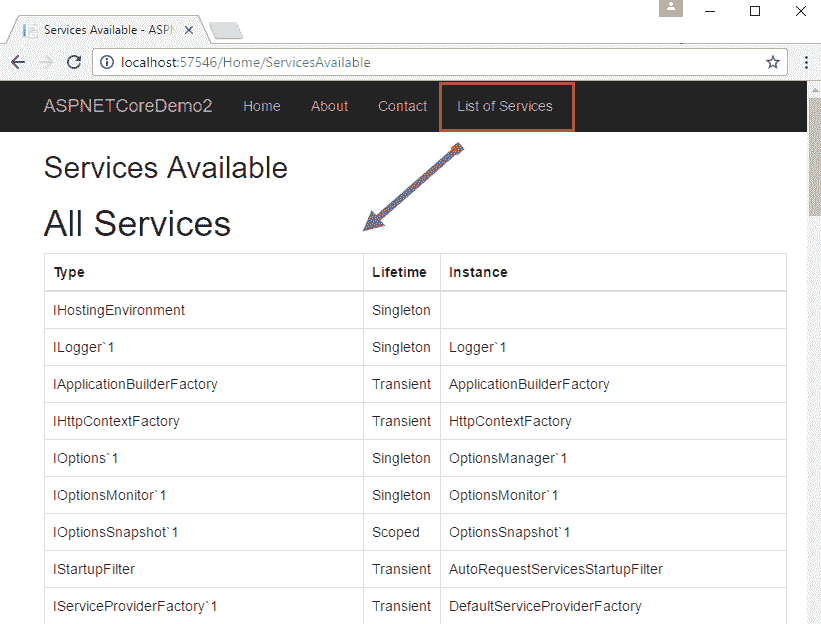 Services Available - ASP
localhost:57546/Home/ServicesAvailable
ASPNETCoreDemo2 Home About Contact List of Services
Services Available
All Services
Type Lifetime Instance
IHostingEnvironment Singleton
ILogger`1 Singleton Logger`1
IApplicationBuilderFactory Transient ApplicationBuilderFactory
IHttpContextFactory Transient HttpContextFactory
IOptions`1 Singleton OptionsManager`1
IOptionsMonitor`1 Singleton OptionsMonitor`1
IOptionsSnapshot`1 Scoped OptionsSnapshot`1
IStartupFilter Transient AutoRequestServicesStartupFilter
IServiceProviderFactory`1 Transient DefaultServiceProviderFactory